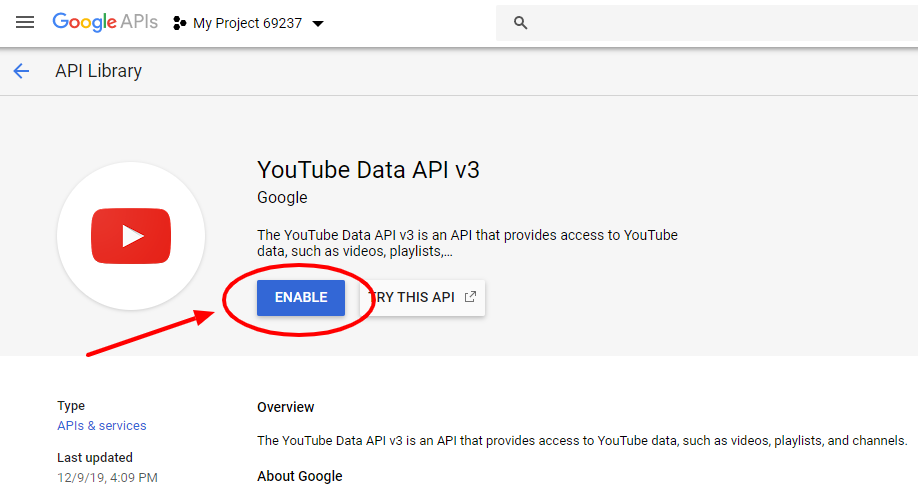 Google APIs My Project 69237
API Library
YouTube Data API v3
Google
The YouTube Data API v3 is an API that provides access to YouTube
data, such as videos, playlists,...
ENABLE TRY THIS API
Type
APIs & services
Last updated
12/9/19, 4:09 PM
Overview
The YouTube Data API v3 is an API that provides access to YouTube data, such as videos, playlists, and channels.
About Google